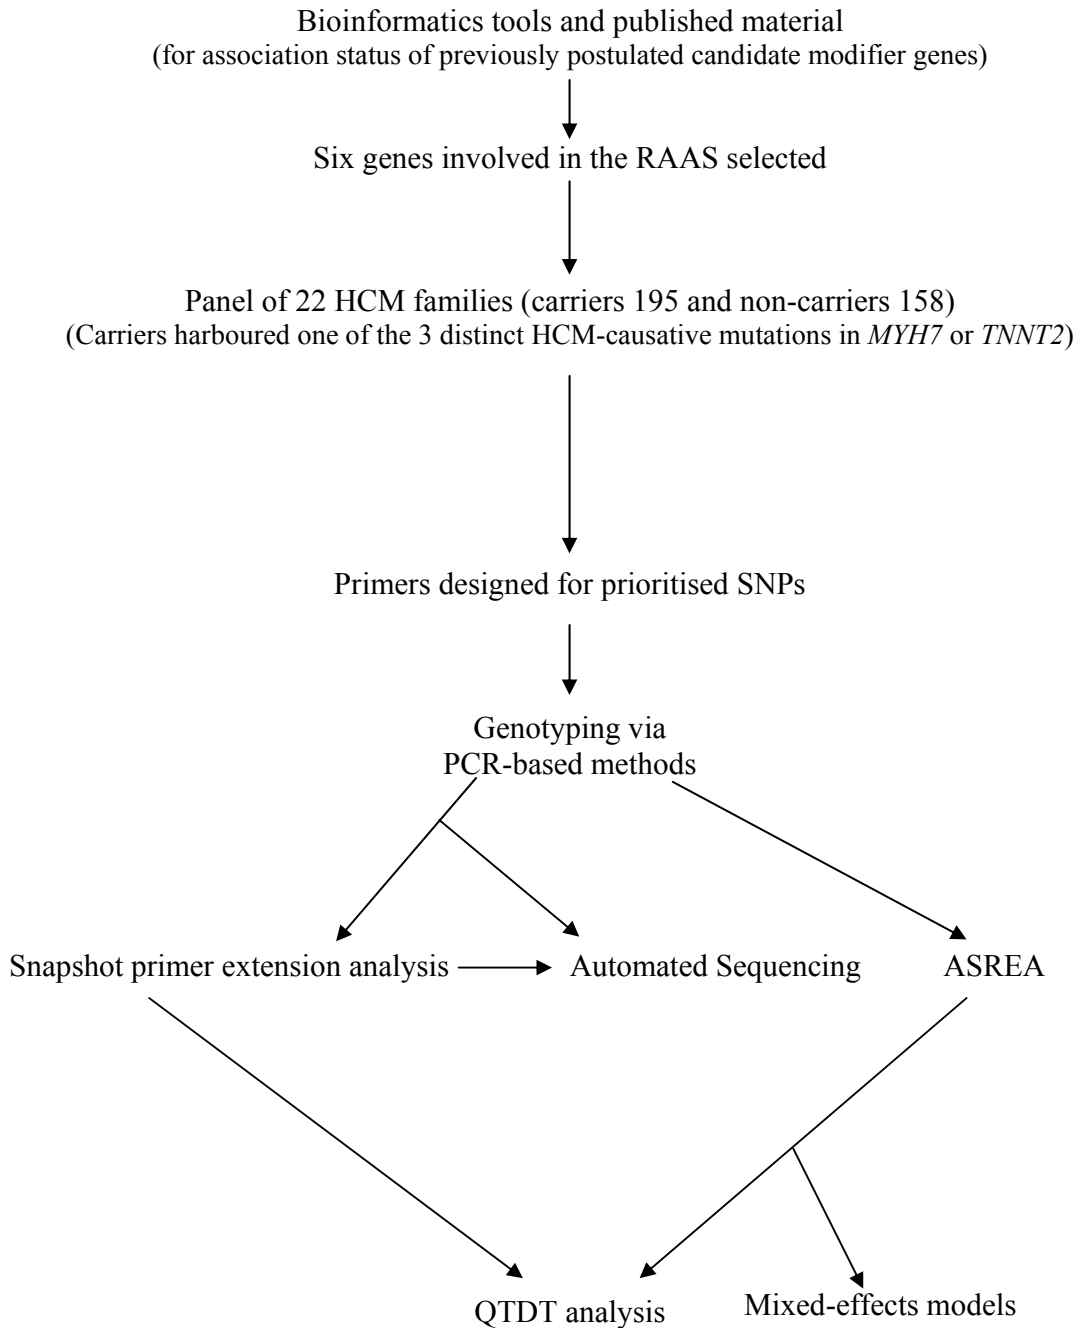 Bioinformatics tools and published material
(for association status of previously postulated candidate modifier genes)
Six genes involved in the RAAS selected
Panel of 22 HCM families (carriers 195 and non-carriers 158)
(Carriers harboured one of the 3 distinct HCM-causative mutations in MYH7 or TNNT2)
Primers designed for prioritised SNPs
Genotyping via
PCR-based methods
Snapshot primer extension analysis
Automated Sequencing
ASREA
QTDT analysis
Mixed-effects models